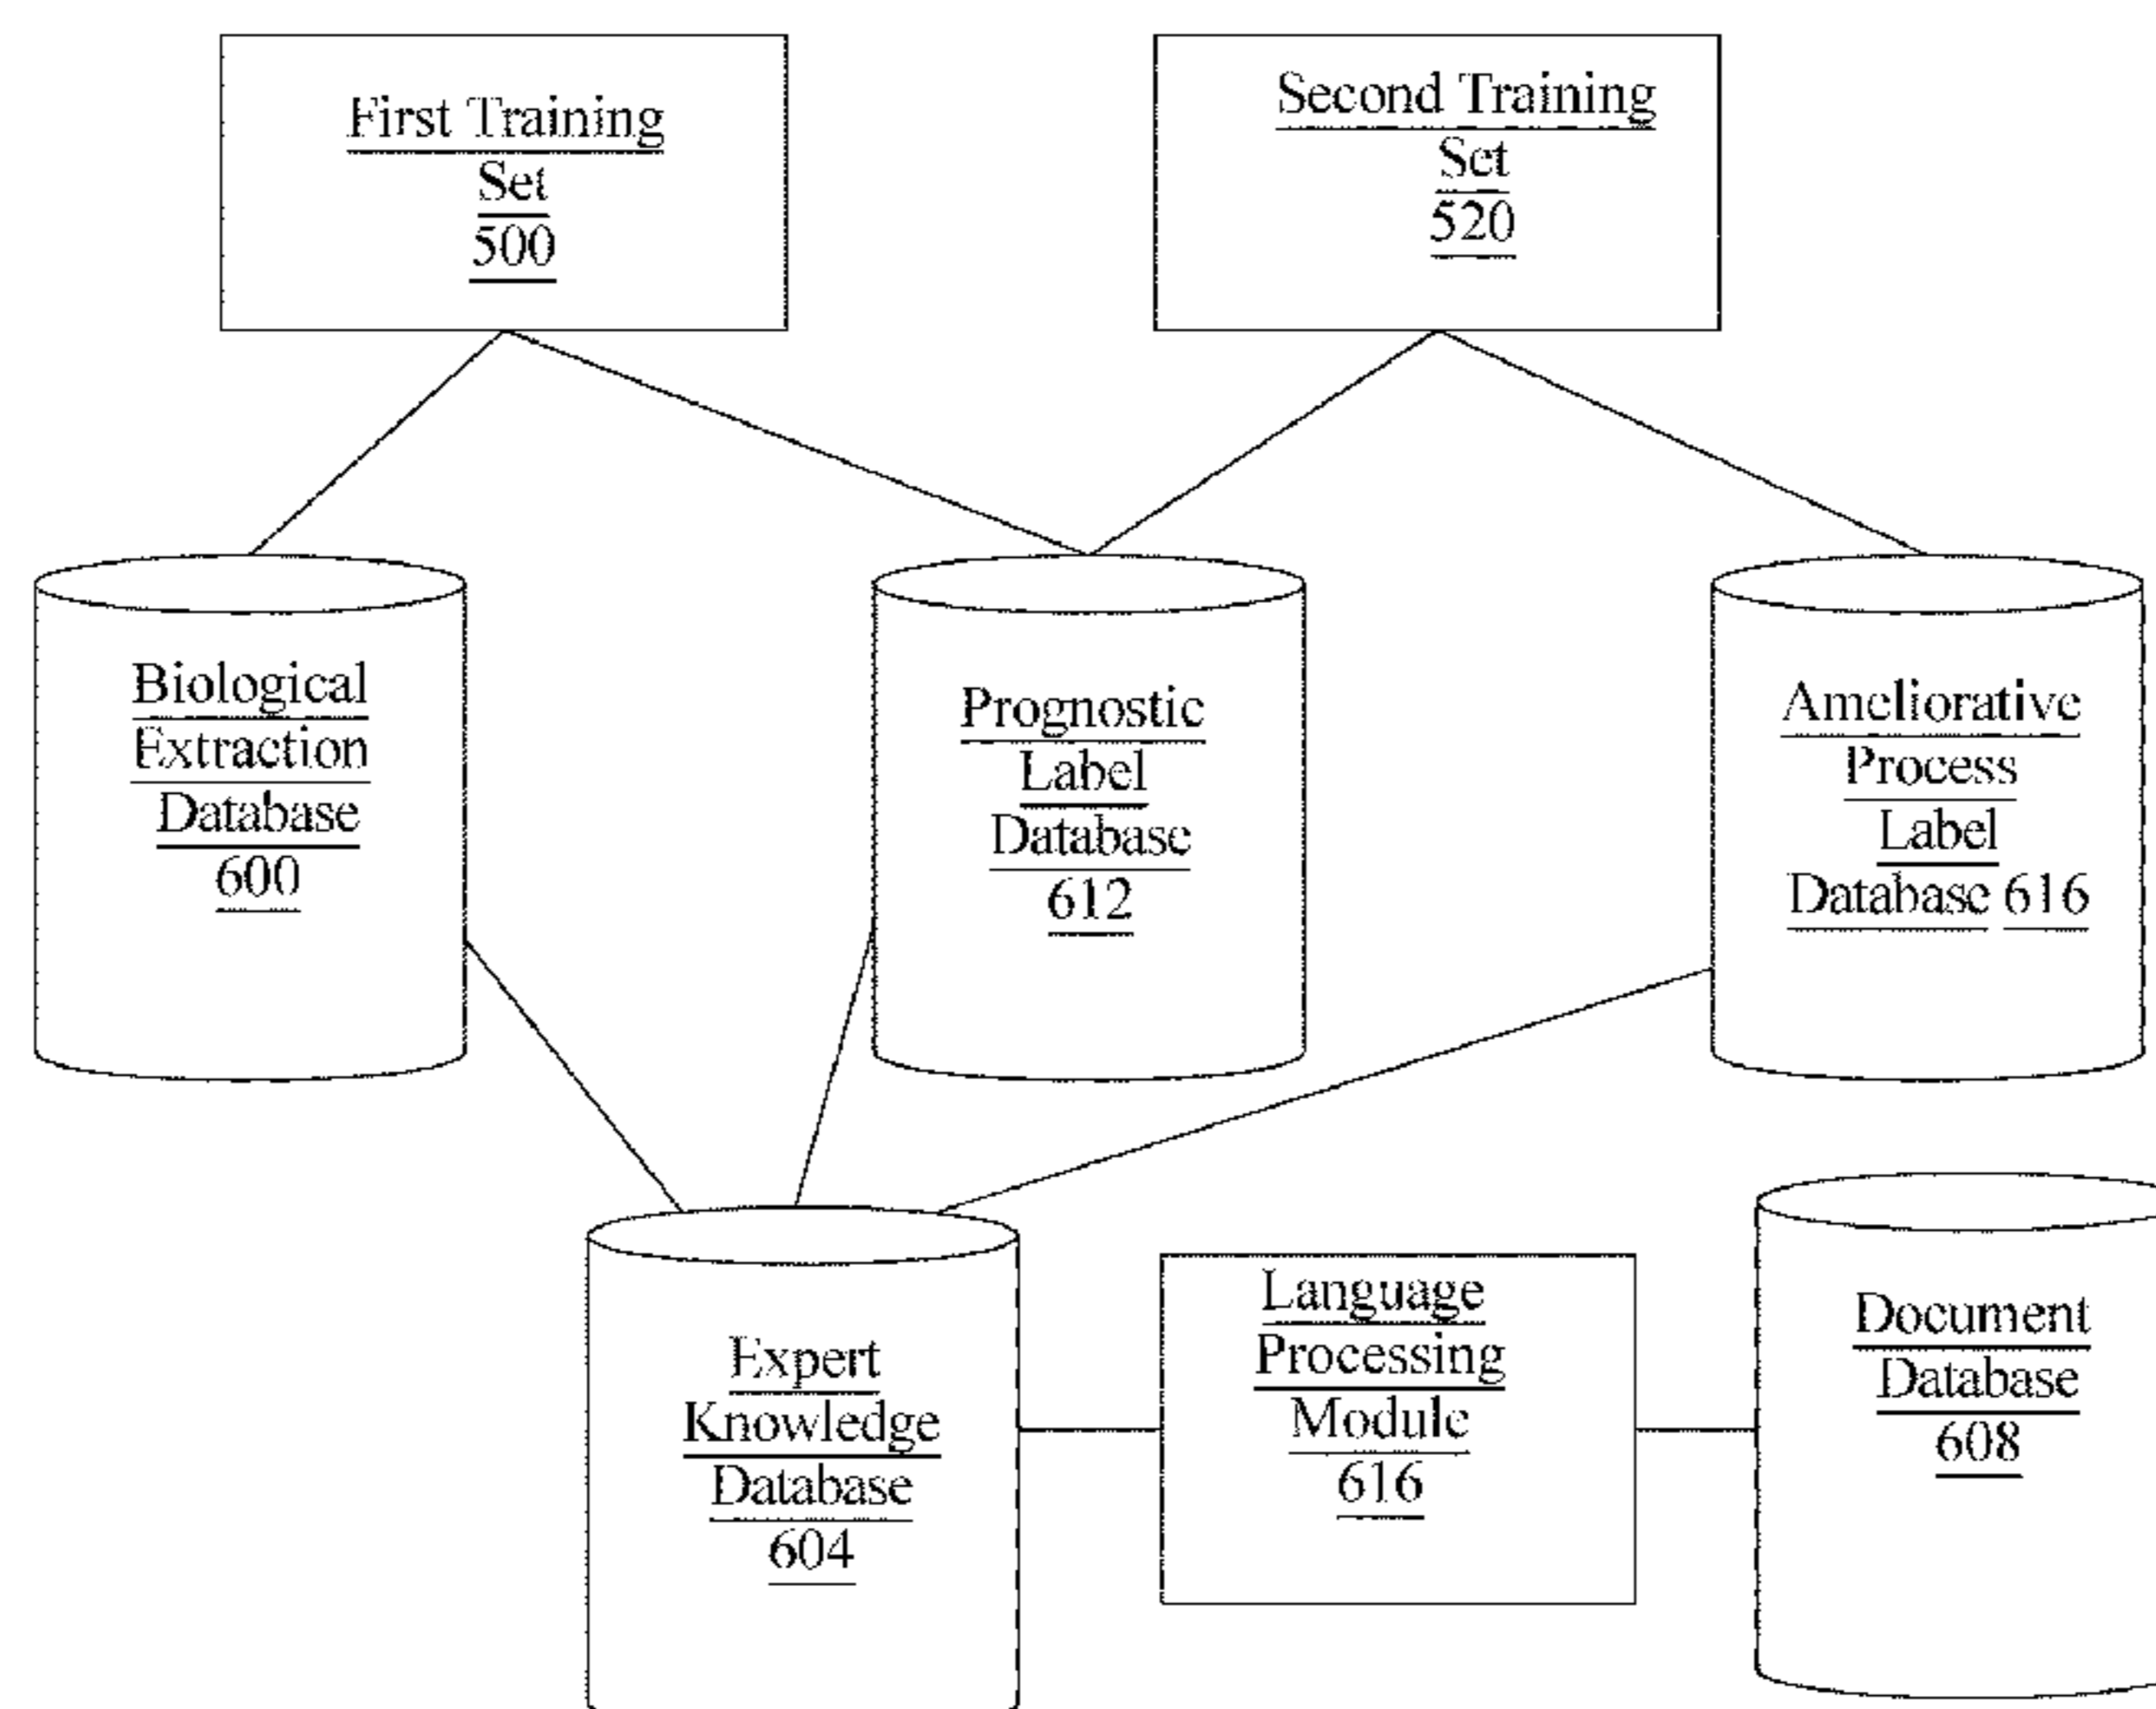 First Training
Set
500
Second Training
Set
520
Biological
Extraction
Database
600
Prognostic
Label
Database
612
Ameliorative
Process
Label
Database 616
Expert
Knowledge
Database
604
Language
Processing
Module
616
Document
Database
608